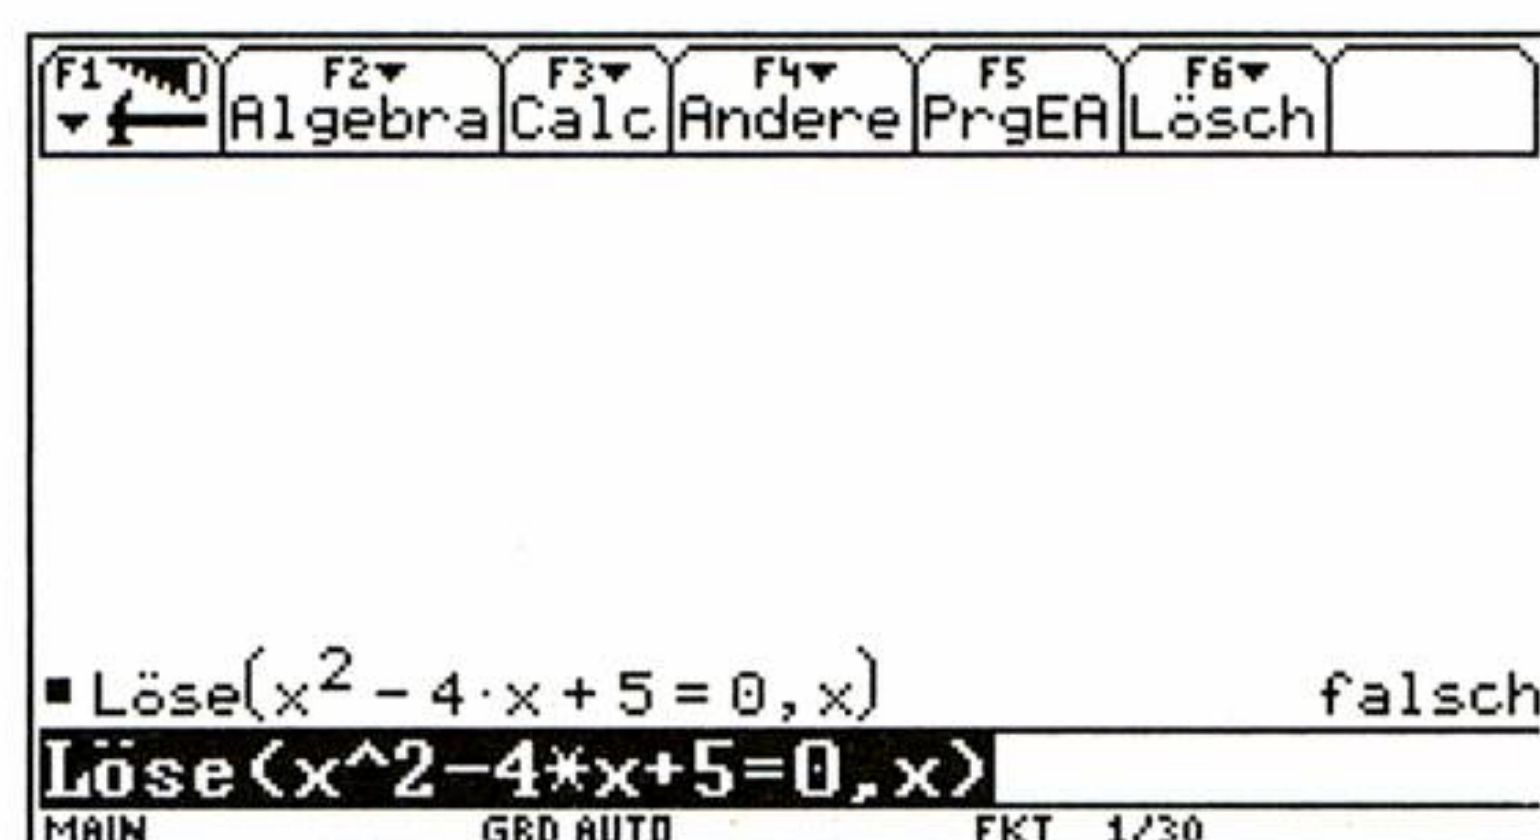 F1 F2 F3 F4 F5 F6
Algebra Calc Andere PrgEA Lösch
▪ Löse(x² - 4·x + 5 = 0, x) falsch
Löse(x^2-4*x+5=0,x)
MAIN GRD AUTO FKT 1/30